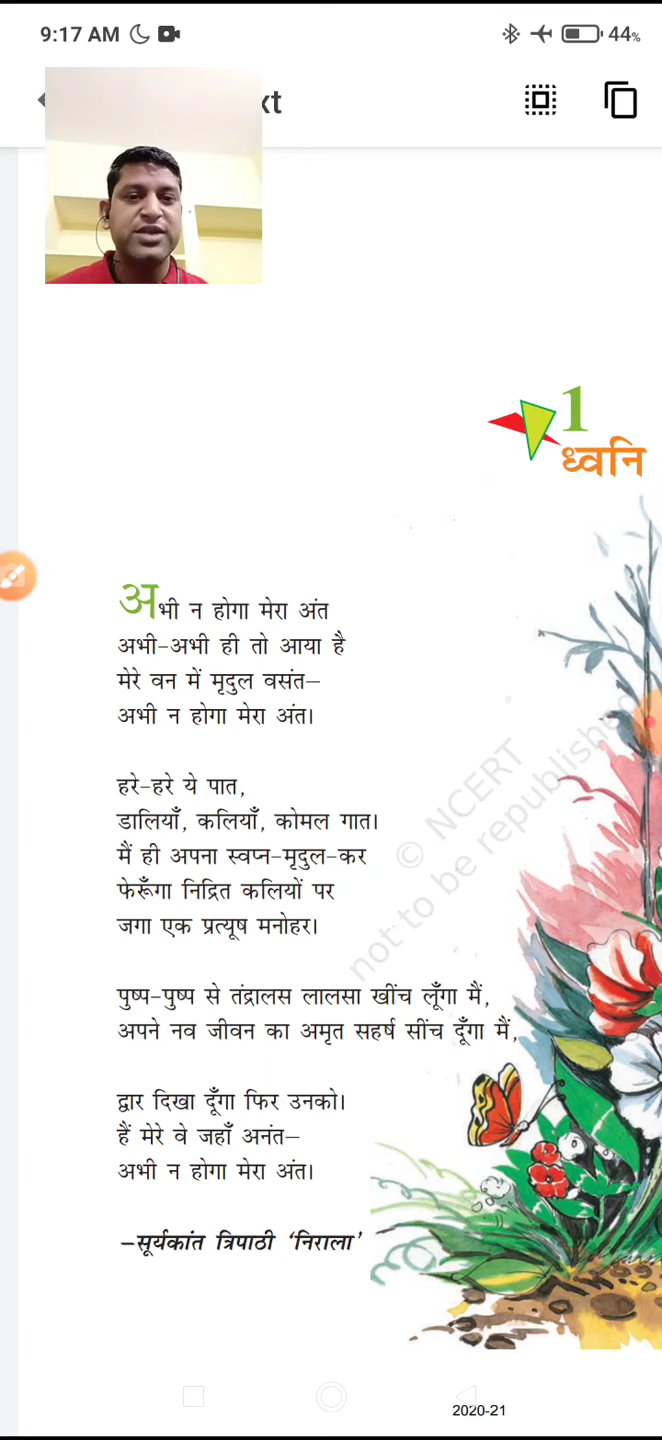 9:17 AM
44%
xt
1
ध्वनि
अभी न होगा मेरा अंत
अभी-अभी ही तो आया है
मेरे वन में मृदुल वसंत–
अभी न होगा मेरा अंत।
हरे-हरे ये पात,
डालियाँ, कलियाँ, कोमल गात।
मैं ही अपना स्वप्न-मृदुल-कर
फेरूँगा निद्रित कलियों पर
जगा एक प्रत्यूष मनोहर।
पुष्प-पुष्प से तंद्रालस लालसा खींच लूँगा मैं,
अपने नव जीवन का अमृत सहर्ष सींच दूँगा मैं,
द्वार दिखा दूँगा फिर उनको।
हैं मेरे वे जहाँ अनंत–
अभी न होगा मेरा अंत।
–सूर्यकांत त्रिपाठी ‘निराला’
© NCERT
not to be republished
2020-21